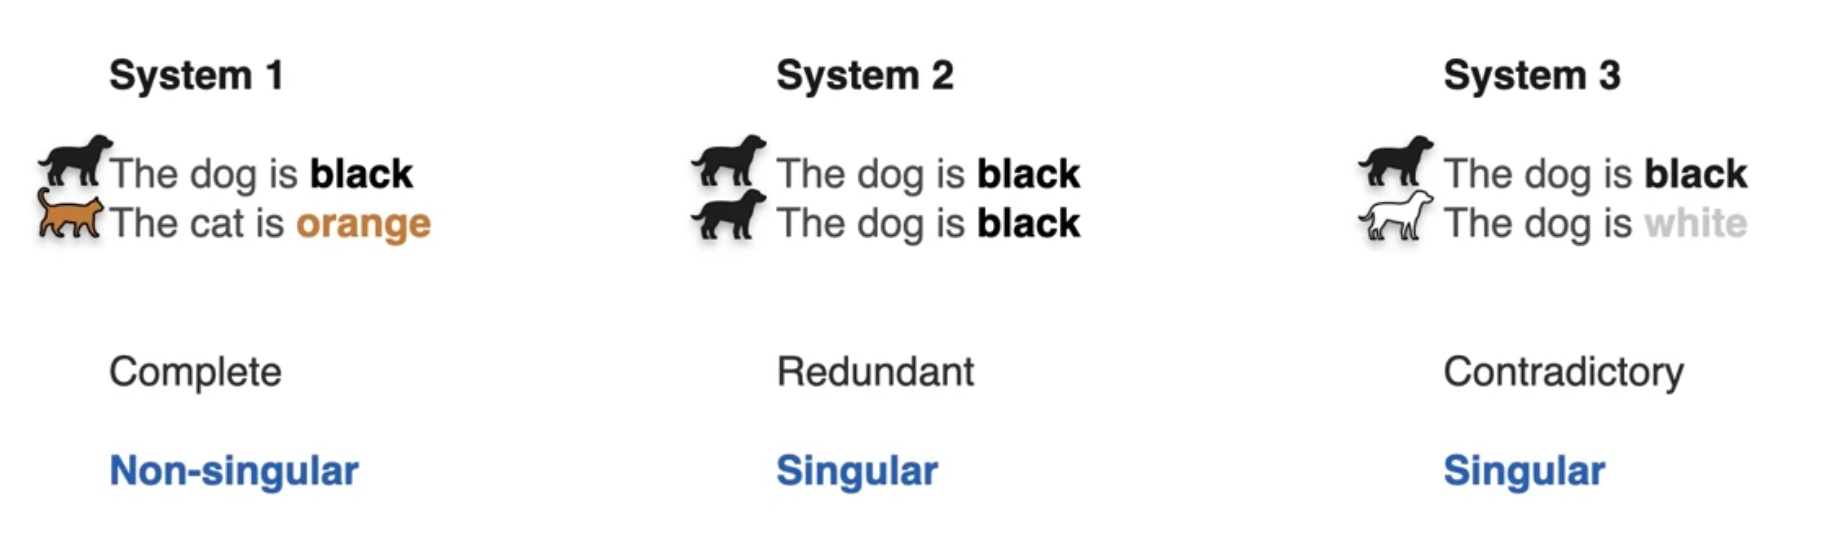 System 1
The dog is black
The cat is orange
Complete
Non-singular
System 2
The dog is black
The dog is black
Redundant
Singular
System 3
The dog is black
The dog is white
Contradictory
Singular